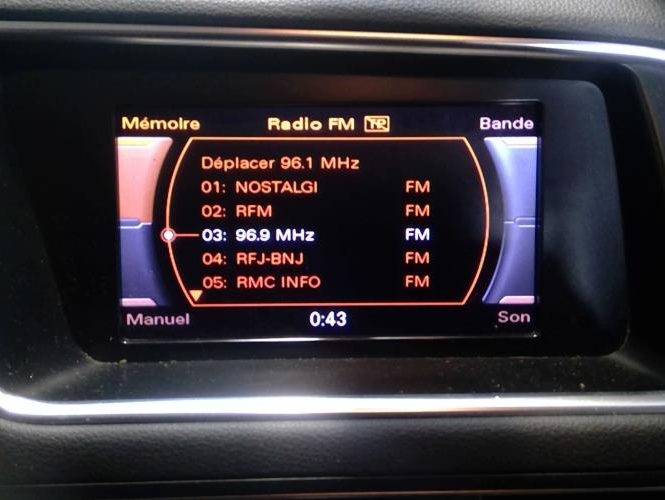 Mémoire Radio FM TP Bande
Déplacer 96.1 MHz
01: NOSTALGI FM
02: RFM FM
03: 96.9 MHz FM
04: RFJ-BNJ FM
05: RMC INFO FM
Manuel 0:43 Son